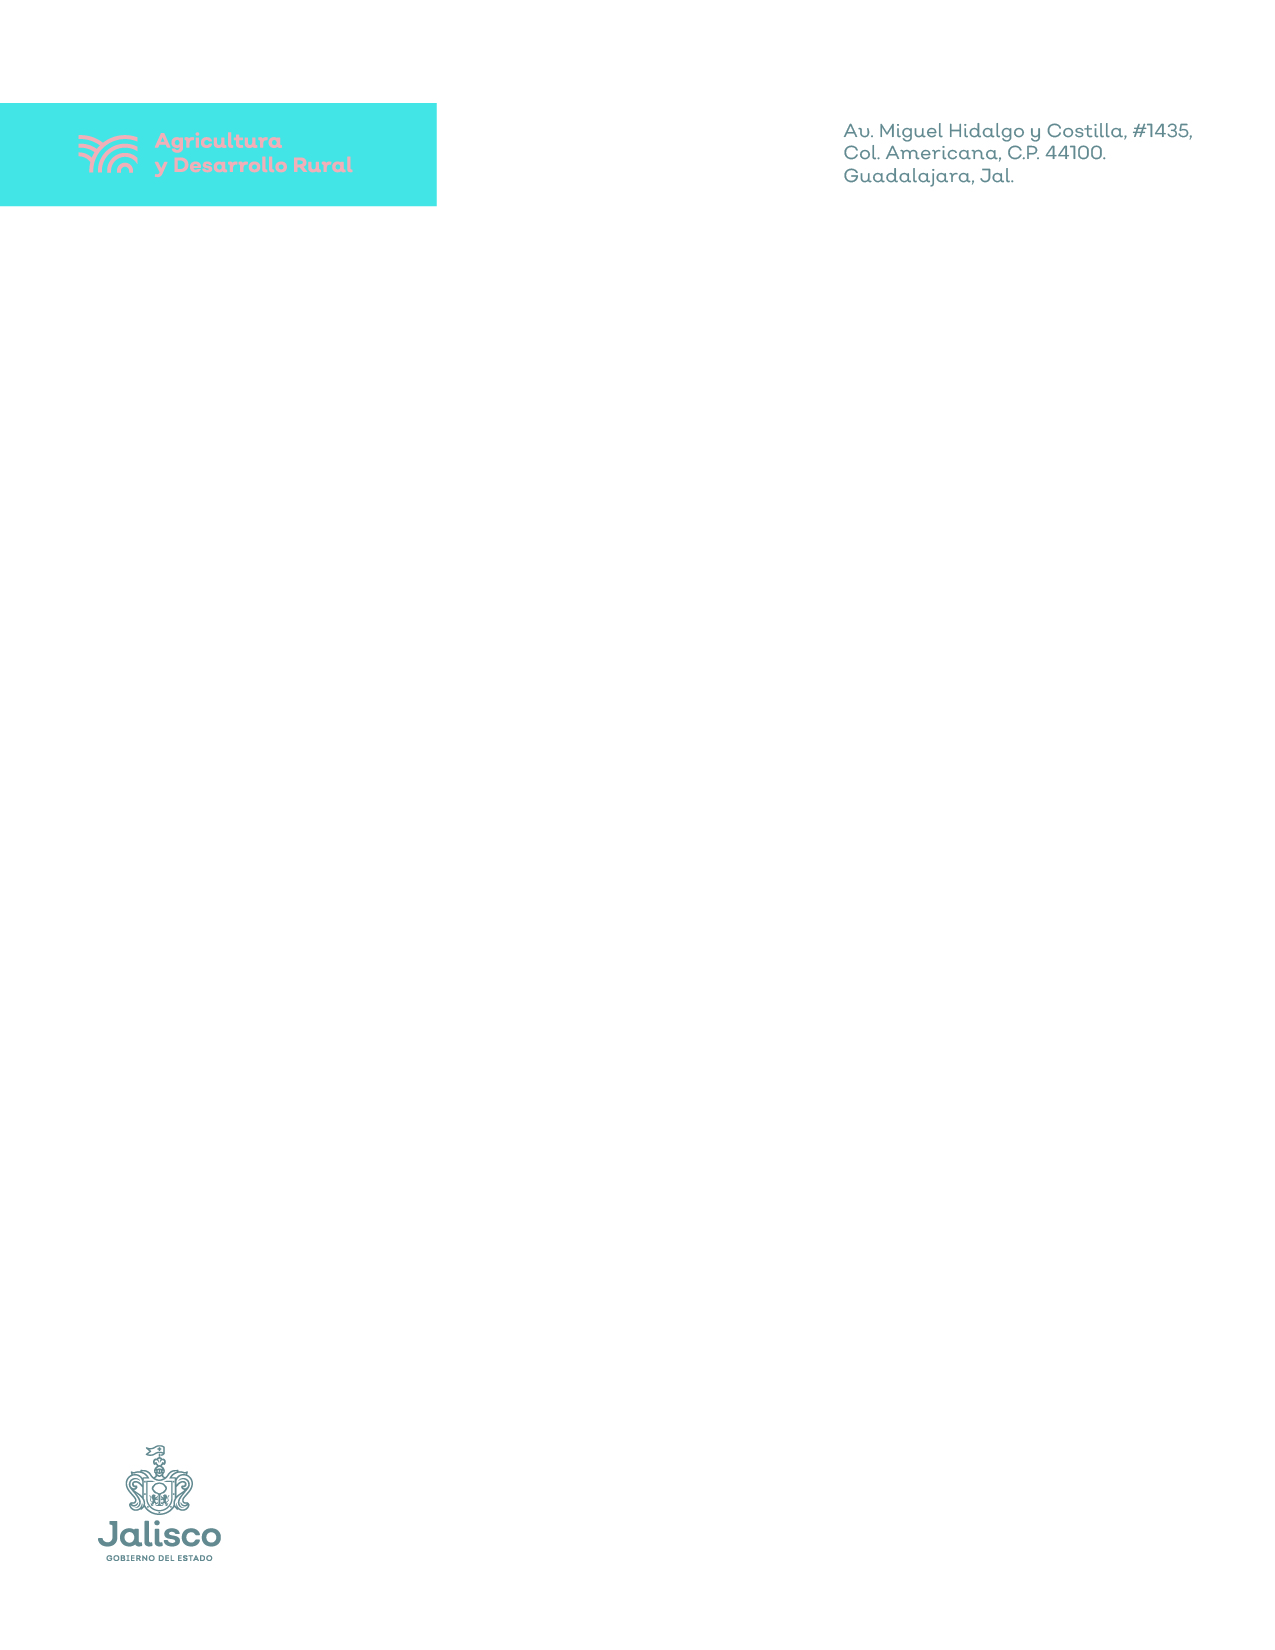 Agricultura
y Desarrollo Rural
Av. Miguel Hidalgo y Costilla, #1435,
Col. Americana, C.P. 44100.
Guadalajara, Jal.
Jalisco
GOBIERNO DEL ESTADO